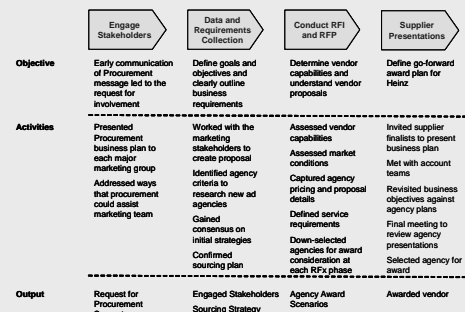 Engage
Stakeholders
Data and
Requirements
Collection
Conduct RFI
and RFP
Supplier
Presentations
Objective
Early communication
of Procurement
message led to the
request for
involvement
Define goals and
objectives and
clearly outline
business
requirements
Determine vendor
capabilities and
understand vendor
proposals
Define go-forward
award plan for
Heinz
Activities
Presented
Procurement
business plan to
each major
marketing group
Addressed ways
that procurement
could assist
marketing team
Worked with the
marketing
stakeholders to
create proposal
Identified agency
criteria to
research new ad
agencies
Gained
consensus on
initial strategies
Confirmed
sourcing plan
Assessed vendor
capabilities
Assessed market
conditions
Captured agency
pricing and proposal
details
Defined service
requirements
Down-selected
agencies for award
consideration at
each RFx phase
Invited supplier
finalists to present
business plan
Met with account
teams
Revisited business
objectives against
agency plans
Final meeting to
review agency
presentations
Selected agency for
award
Output
Request for
Procurement
Engaged Stakeholders
Sourcing Strategy
Agency Award
Scenarios
Awarded vendor